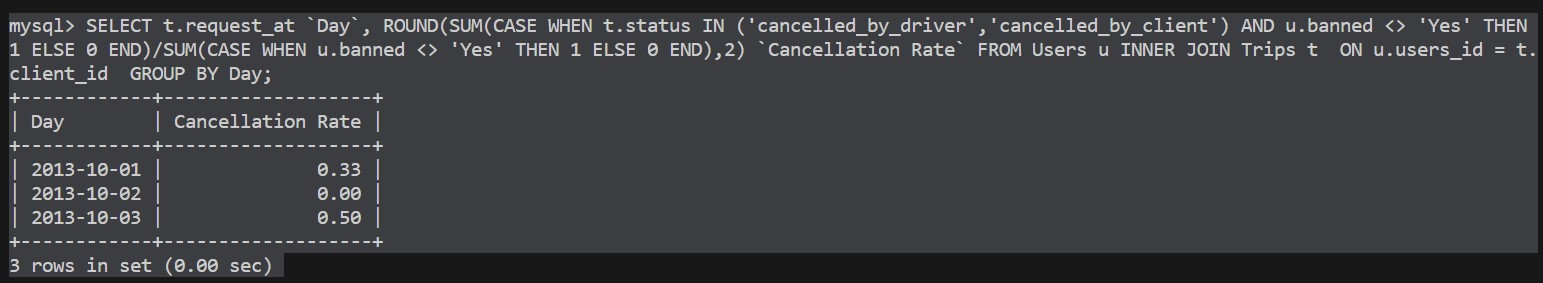 mysql> SELECT t.request_at `Day`, ROUND(SUM(CASE WHEN t.status IN ('cancelled_by_driver','cancelled_by_client') AND u.banned <> 'Yes' THEN
1 ELSE 0 END)/SUM(CASE WHEN u.banned <> 'Yes' THEN 1 ELSE 0 END),2) `Cancellation Rate` FROM Users u INNER JOIN Trips t  ON u.users_id = t.
client_id  GROUP BY Day;
+------------+-------------------+
| Day        | Cancellation Rate |
+------------+-------------------+
| 2013-10-01 |              0.33 |
| 2013-10-02 |              0.00 |
| 2013-10-03 |              0.50 |
+------------+-------------------+
3 rows in set (0.00 sec)